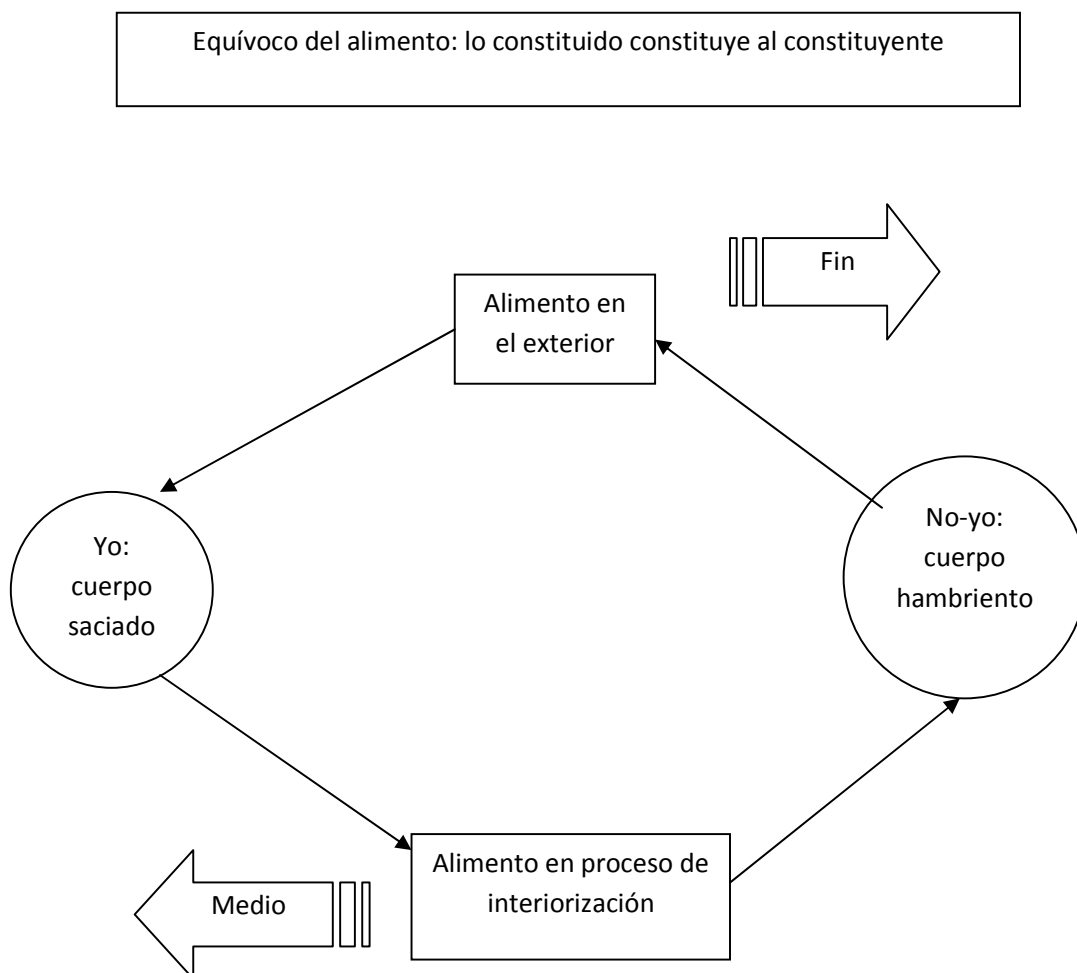 Equívoco del alimento: lo constituido constituye al constituyente
Fin
Alimento en
el exterior
Yo:
cuerpo
saciado
No-yo:
cuerpo
hambriento
Alimento en proceso de
interiorización
Medio